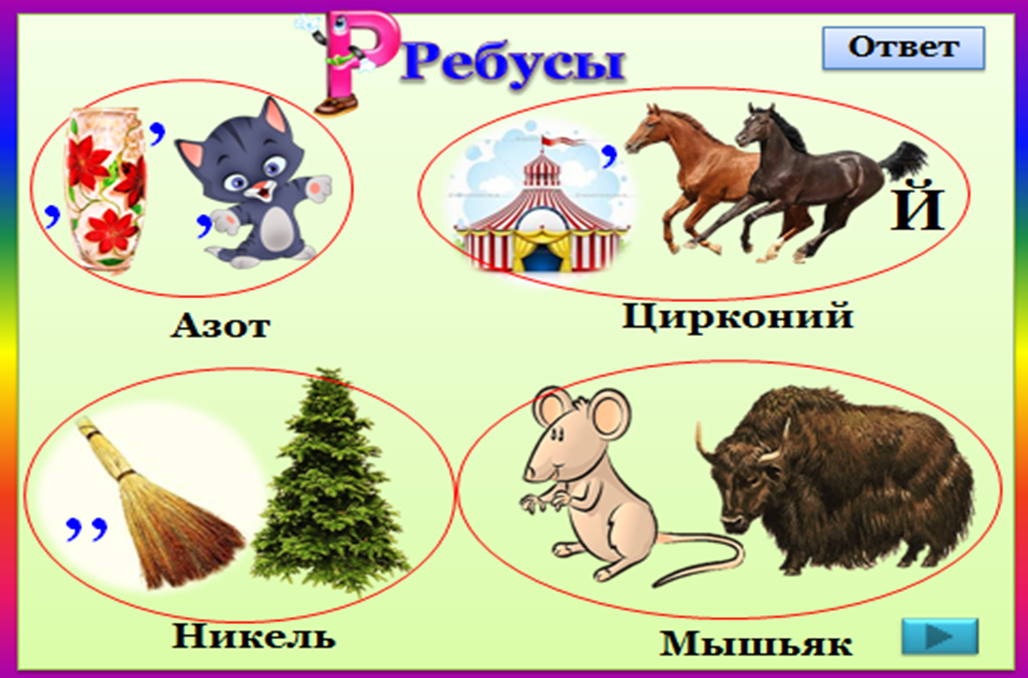 Р Ребусы
Ответ
,
,
,
,
Й
Азот
Цирконий
,,
Никель
Мышьяк